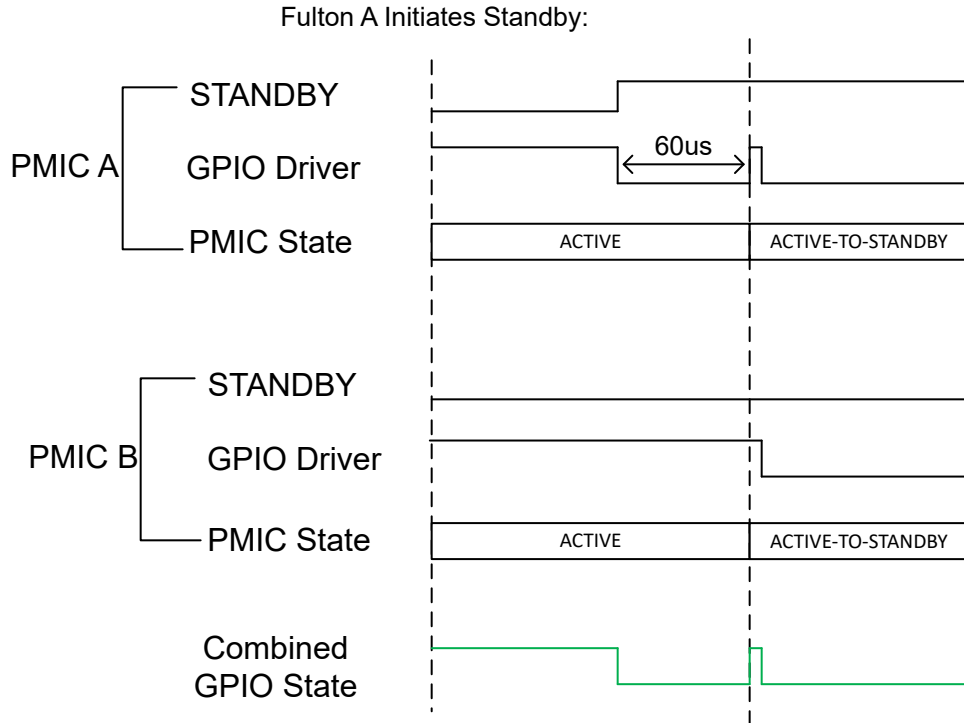 Fulton A Initiates Standby:
STANDBY
60us
PMIC A
GPIO Driver
PMIC State
ACTIVE
ACTIVE-TO-STANDBY
STANDBY
PMIC B
GPIO Driver
PMIC State
ACTIVE
ACTIVE-TO-STANDBY
Combined
GPIO State